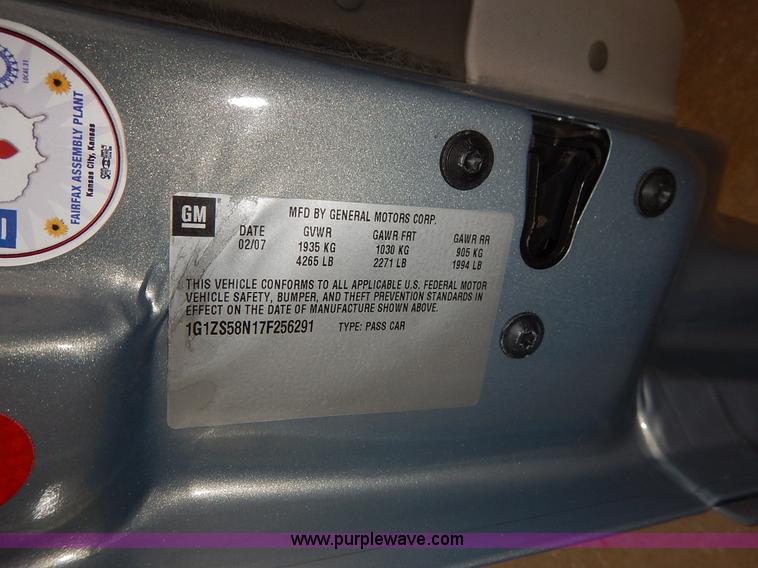 LOCAL 31
FAIRFAX ASSEMBLY PLANT
Kansas City, Kansas
GM
MFD BY GENERAL MOTORS CORP.
DATE GVWR GAWR FRT GAWR RR
02/07 1935 KG 1030 KG 905 KG
4265 LB 2271 LB 1994 LB
THIS VEHICLE CONFORMS TO ALL APPLICABLE U.S. FEDERAL MOTOR
VEHICLE SAFETY, BUMPER, AND THEFT PREVENTION STANDARDS IN
EFFECT ON THE DATE OF MANUFACTURE SHOWN ABOVE.
1G1ZS58N17F256291 TYPE: PASS CAR
www.purplewave.com